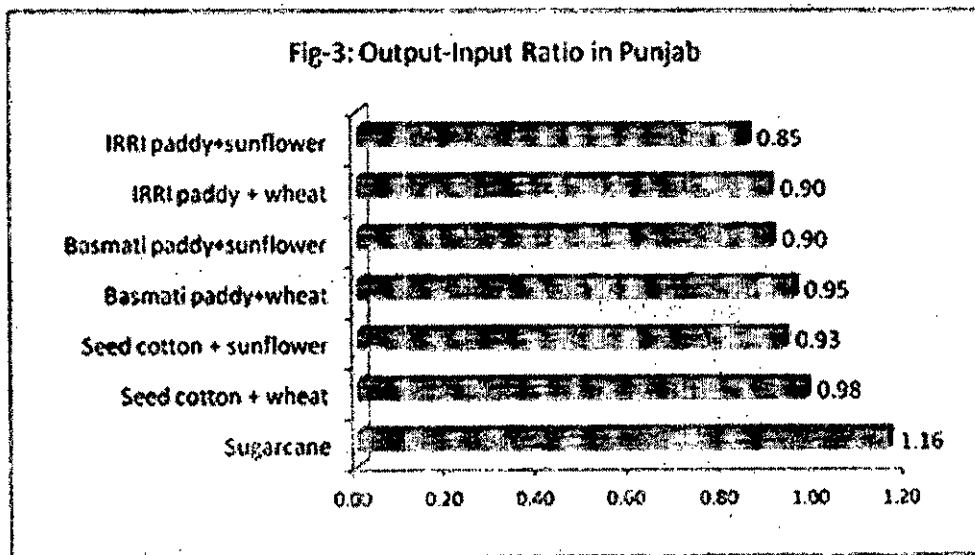 Fig-3: Output-Input Ratio in Punjab
IRRI paddy+sunflower 0.85
IRRI paddy + wheat 0.90
Basmati paddy+sunflower 0.90
Basmati paddy+wheat 0.95
Seed cotton + sunflower 0.93
Seed cotton + wheat 0.98
Sugarcane 1.16
0.00 0.20 0.40 0.60 0.80 1.00 1.20